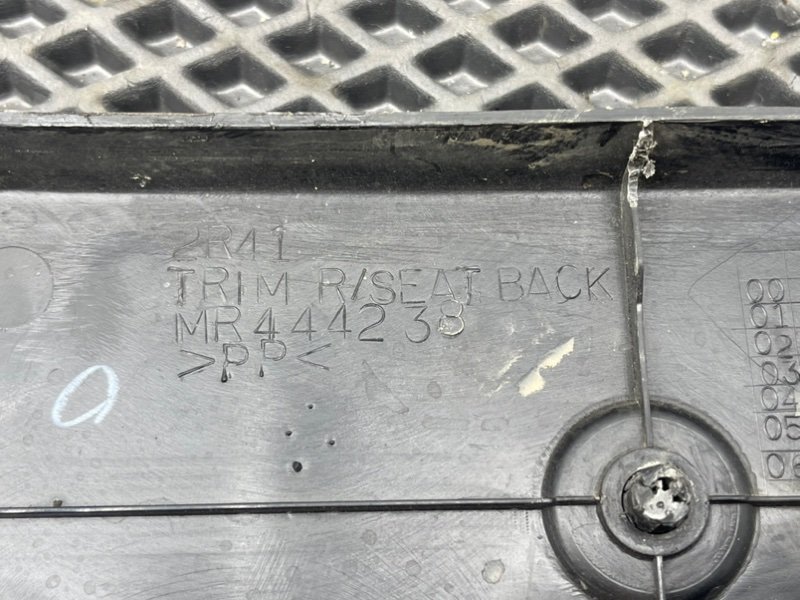 2R41
TRIM R/SEAT BACK
MR444238
>PP<
00
01
02
03
04
05
06